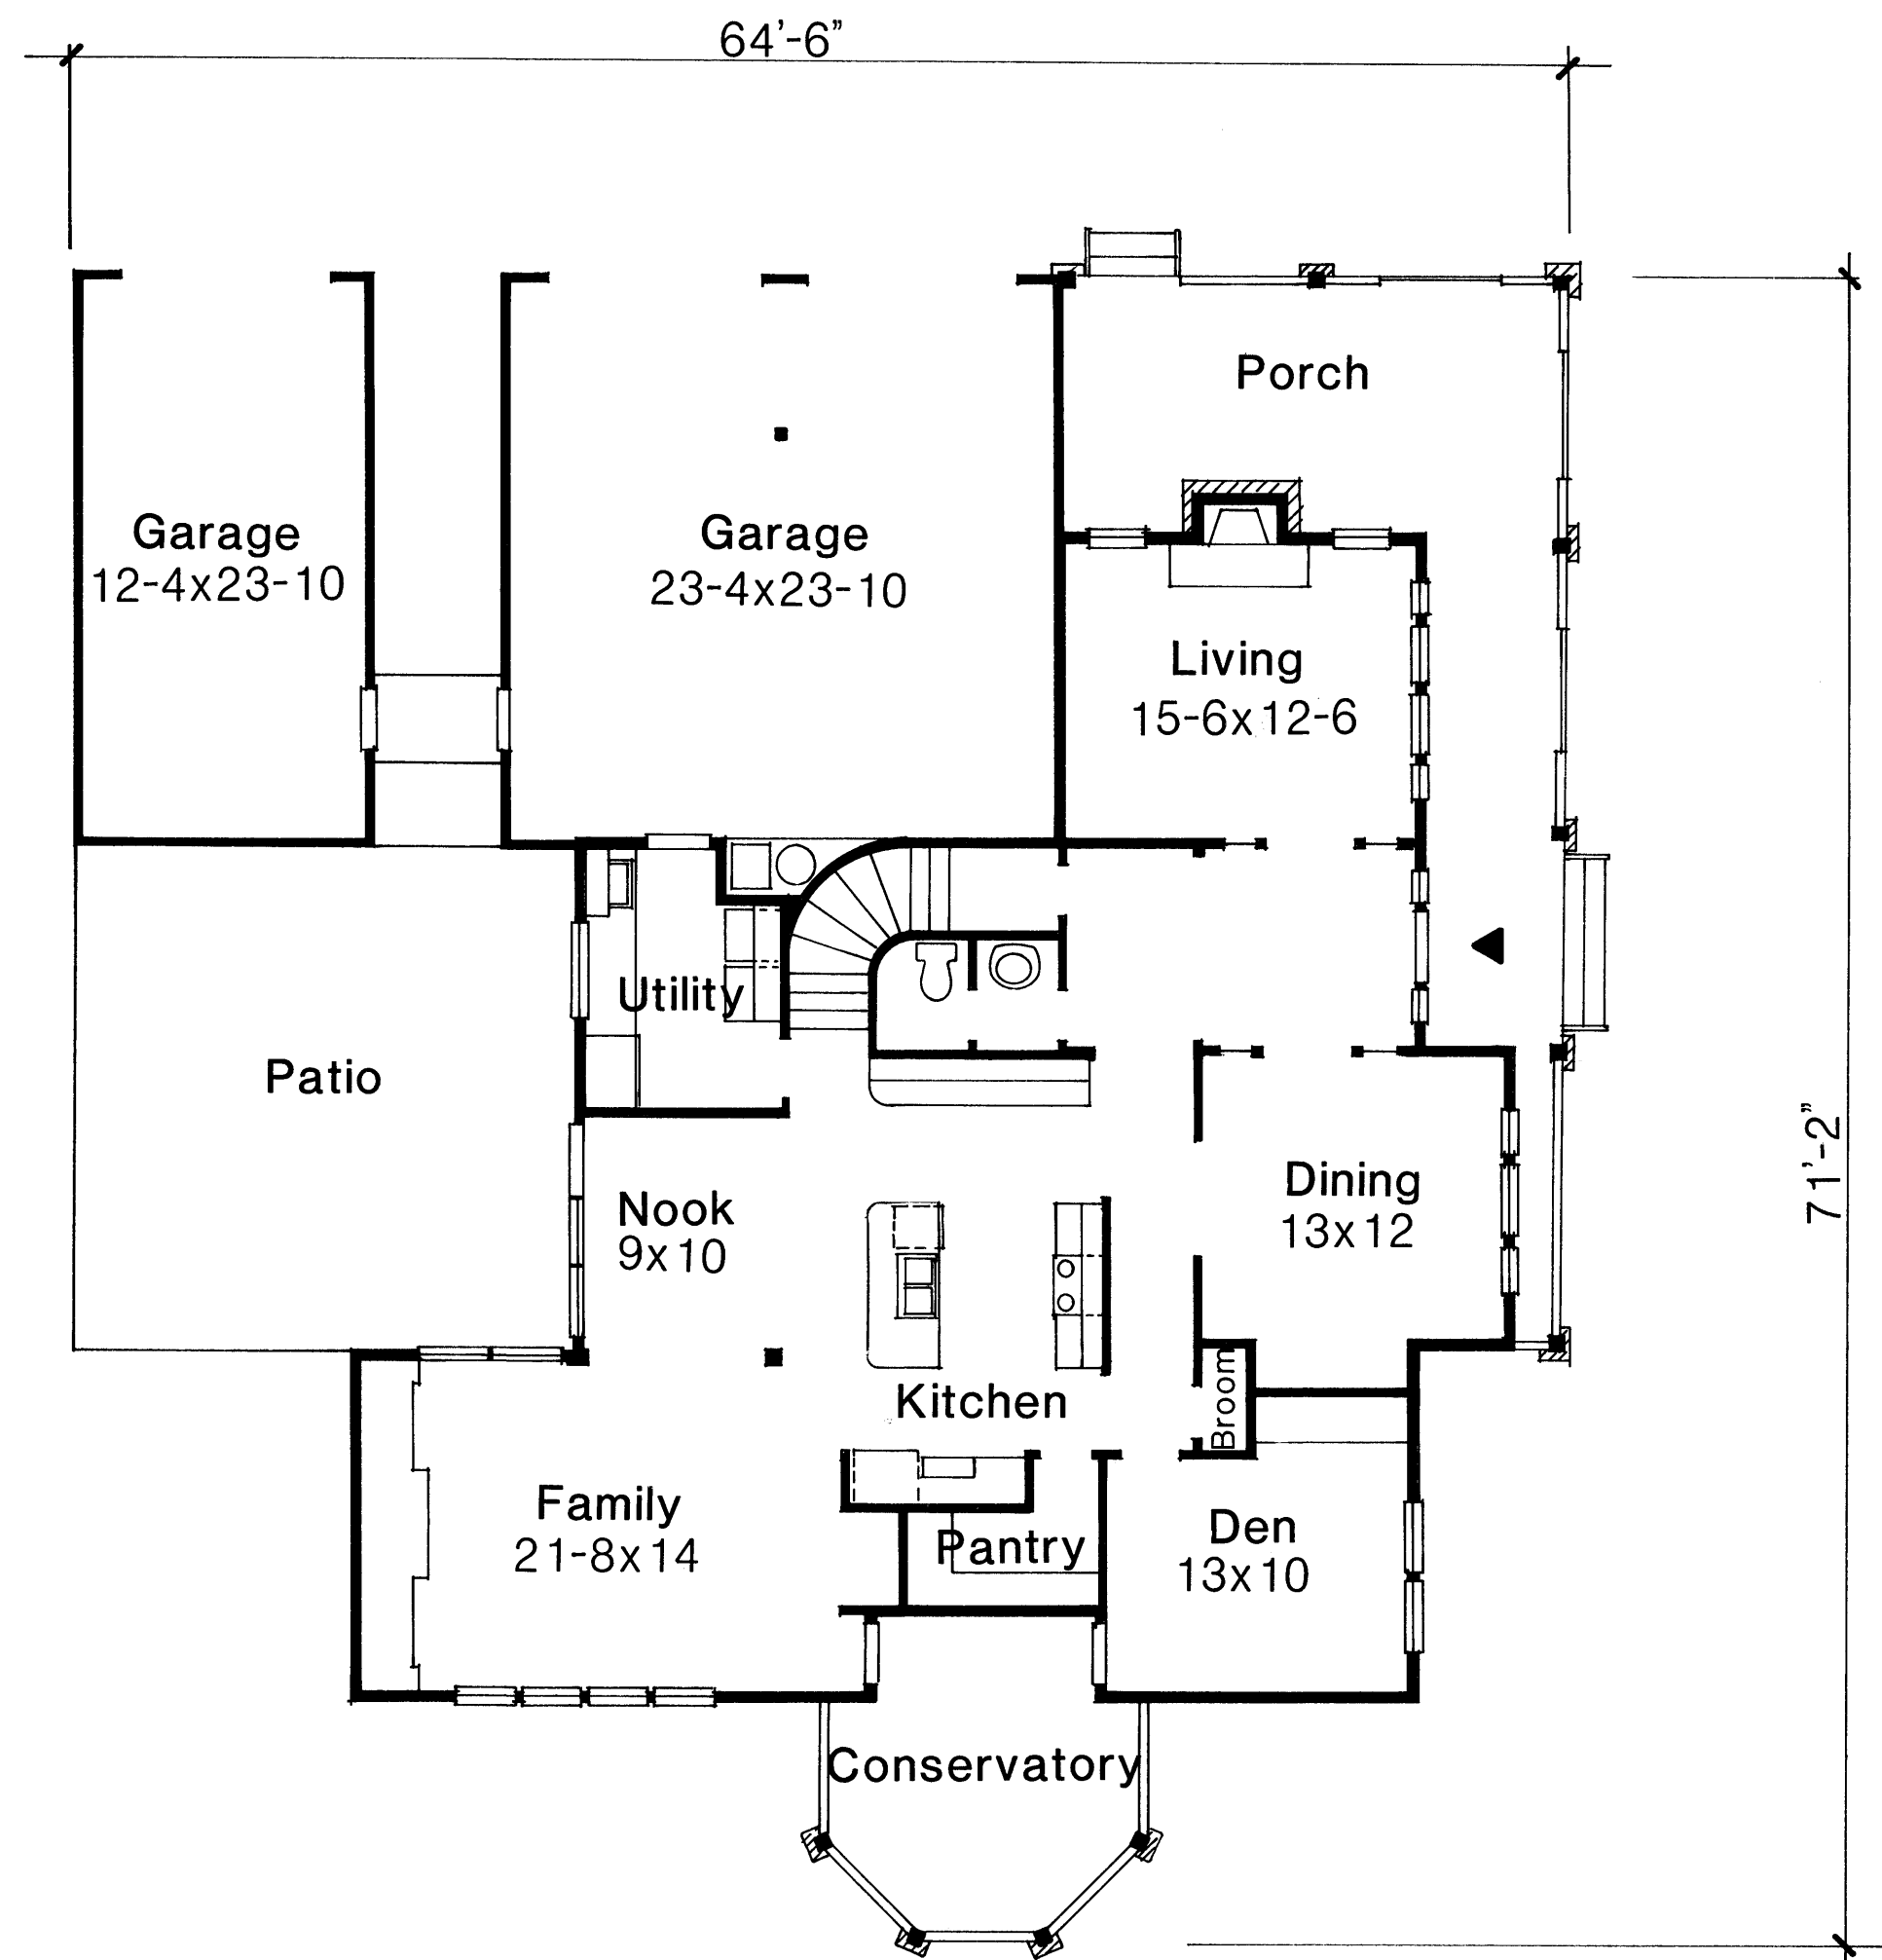 64'-6"
Porch
Garage
12-4x23-10
Garage
23-4x23-10
Living
15-6x12-6
Utility
Patio
71'-2"
Nook
9x10
Dining
13x12
Kitchen
Broom
Family
21-8x14
Pantry
Den
13x10
Conservatory